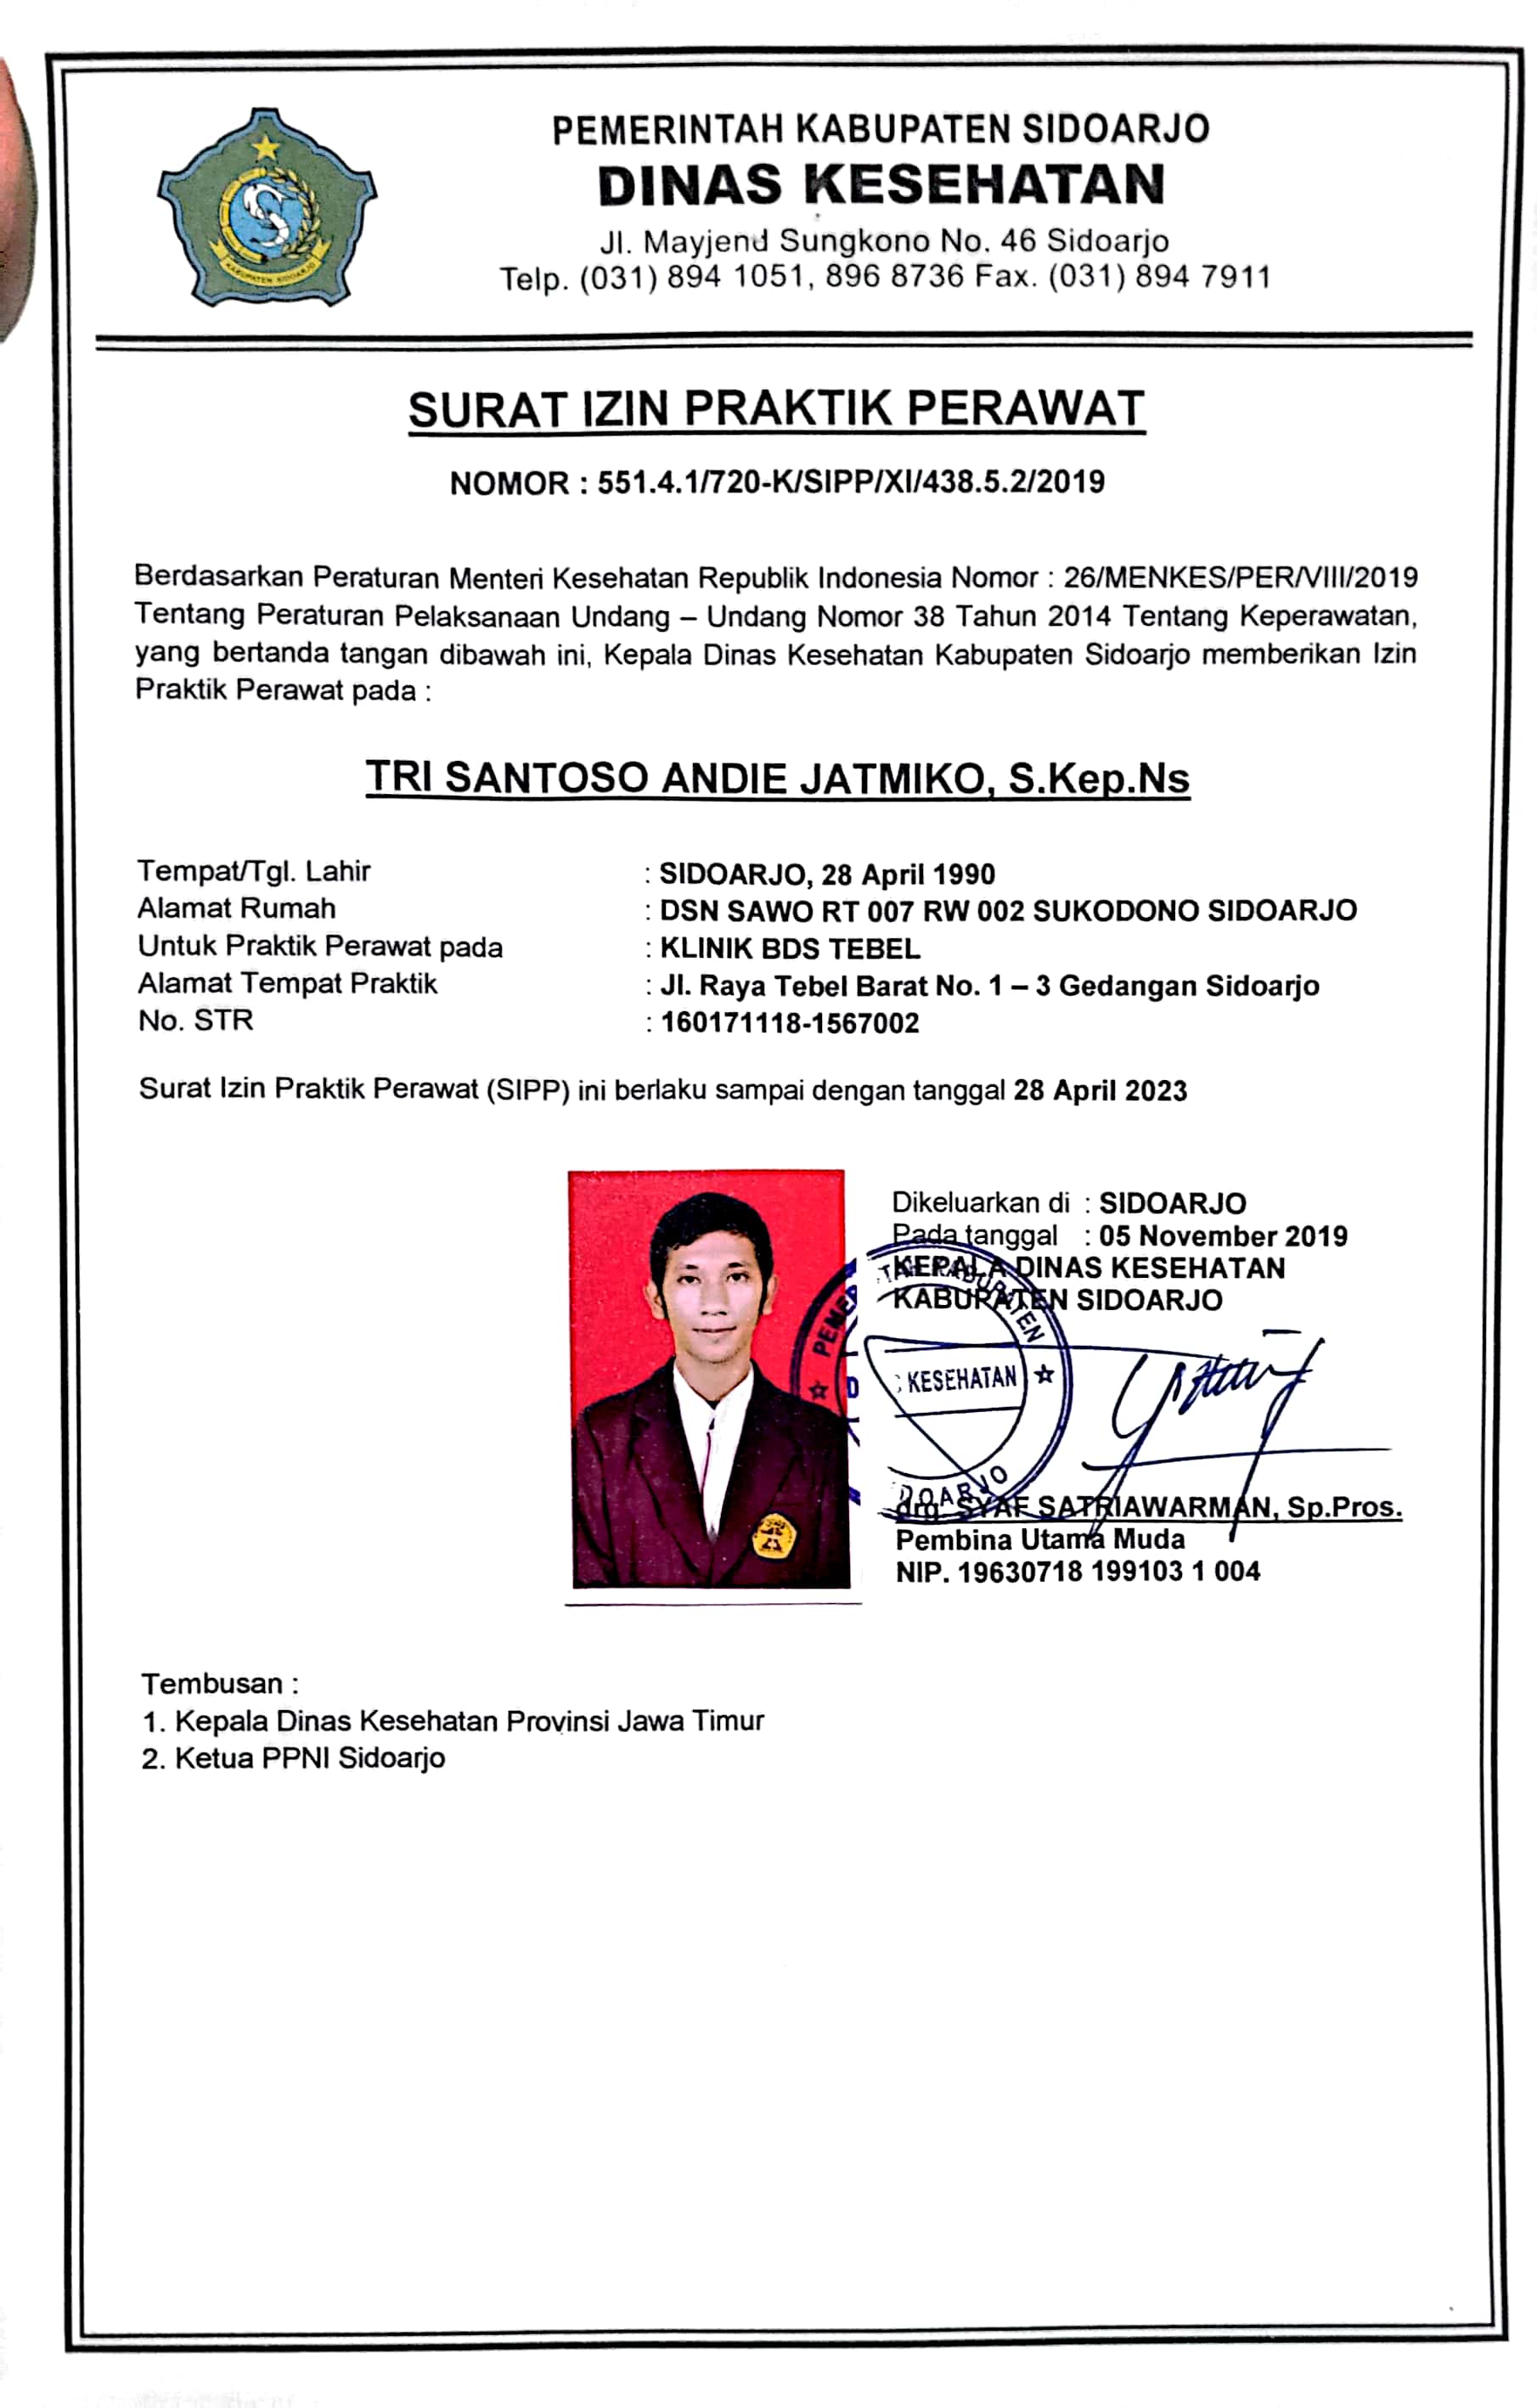 PEMERINTAH KABUPATEN SIDOARJO
DINAS KESEHATAN
Jl. Mayjend Sungkono No. 46 Sidoarjo
Telp. (031) 894 1051, 896 8736 Fax. (031) 894 7911
KABUPATEN SIDOARJO
SURAT IZIN PRAKTIK PERAWAT
NOMOR : 551.4.1/720-K/SIPP/XI/438.5.2/2019
Berdasarkan Peraturan Menteri Kesehatan Republik Indonesia Nomor : 26/MENKES/PER/VIII/2019
Tentang Peraturan Pelaksanaan Undang – Undang Nomor 38 Tahun 2014 Tentang Keperawatan,
yang bertanda tangan dibawah ini, Kepala Dinas Kesehatan Kabupaten Sidoarjo memberikan Izin
Praktik Perawat pada :
TRI SANTOSO ANDIE JATMIKO, S.Kep.Ns
Tempat/Tgl. Lahir : SIDOARJO, 28 April 1990
Alamat Rumah : DSN SAWO RT 007 RW 002 SUKODONO SIDOARJO
Untuk Praktik Perawat pada : KLINIK BDS TEBEL
Alamat Tempat Praktik : Jl. Raya Tebel Barat No. 1 – 3 Gedangan Sidoarjo
No. STR : 160171118-1567002
Surat Izin Praktik Perawat (SIPP) ini berlaku sampai dengan tanggal 28 April 2023
Dikeluarkan di : SIDOARJO
Pada tanggal : 05 November 2019
KEPALA DINAS KESEHATAN
KABUPATEN SIDOARJO
KABUPATEN
KESEHATAN
drg. SYAF SATRIAWARMAN, Sp.Pros.
Pembina Utama Muda
NIP. 19630718 199103 1 004
Tembusan :
1. Kepala Dinas Kesehatan Provinsi Jawa Timur
2. Ketua PPNI Sidoarjo